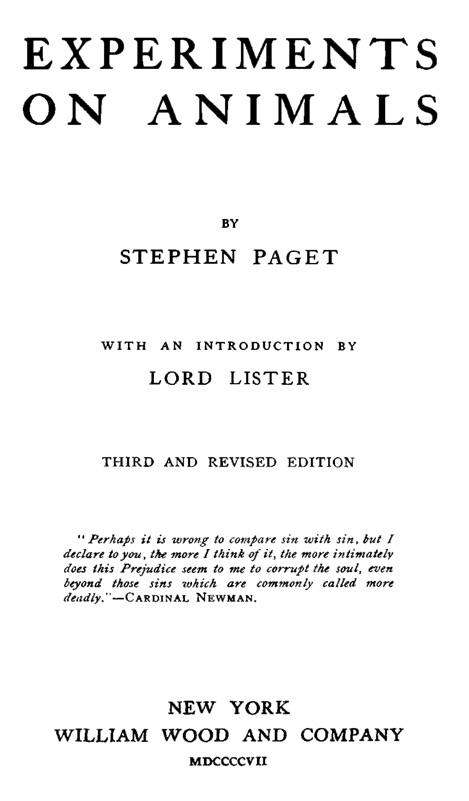 EXPERIMENTS
ON ANIMALS
BY
STEPHEN PAGET
WITH AN INTRODUCTION BY
LORD LISTER
THIRD AND REVISED EDITION
"Perhaps it is wrong to compare sin with sin, but I
declare to you, the more I think of it, the more intimately
does this Prejudice seem to me to corrupt the soul, even
beyond those sins which are commonly called more
deadly."—CARDINAL NEWMAN.
NEW YORK
WILLIAM WOOD AND COMPANY
MDCCCCVII